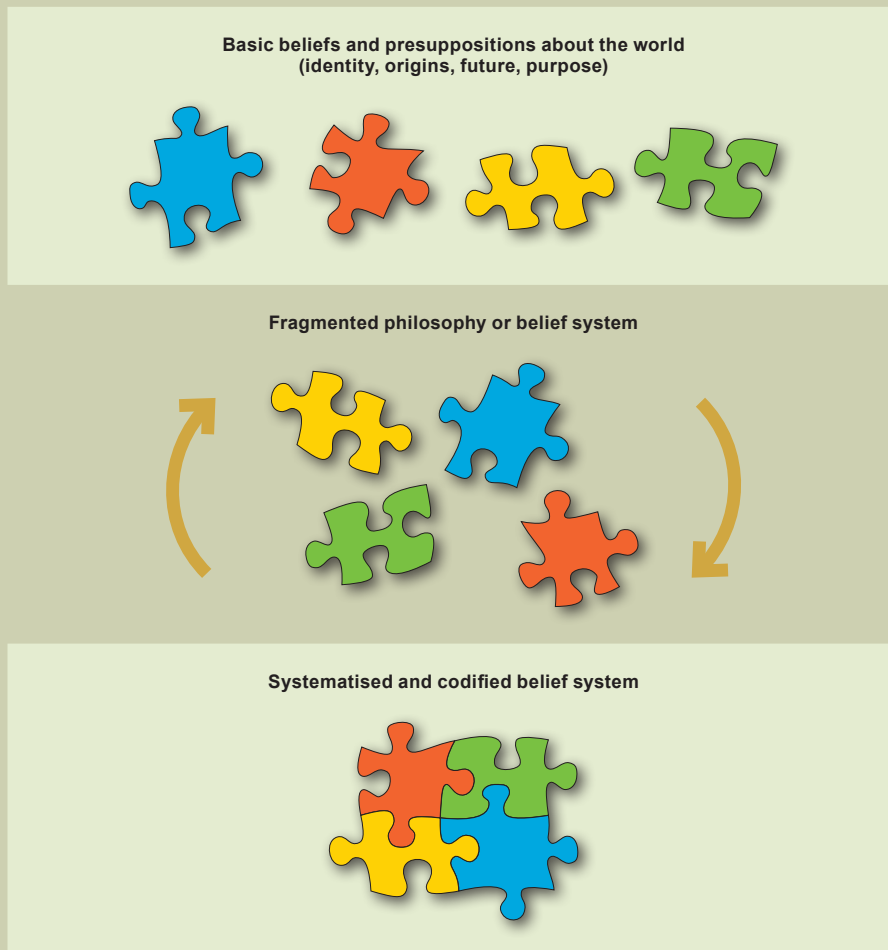 Basic beliefs and presuppositions about the world
(identity, origins, future, purpose)
Fragmented philosophy or belief system
Systematised and codified belief system